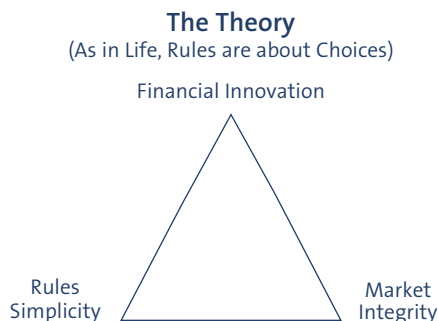 The Theory
(As in Life, Rules are about Choices)
Financial Innovation
Rules
Simplicity
Market
Integrity